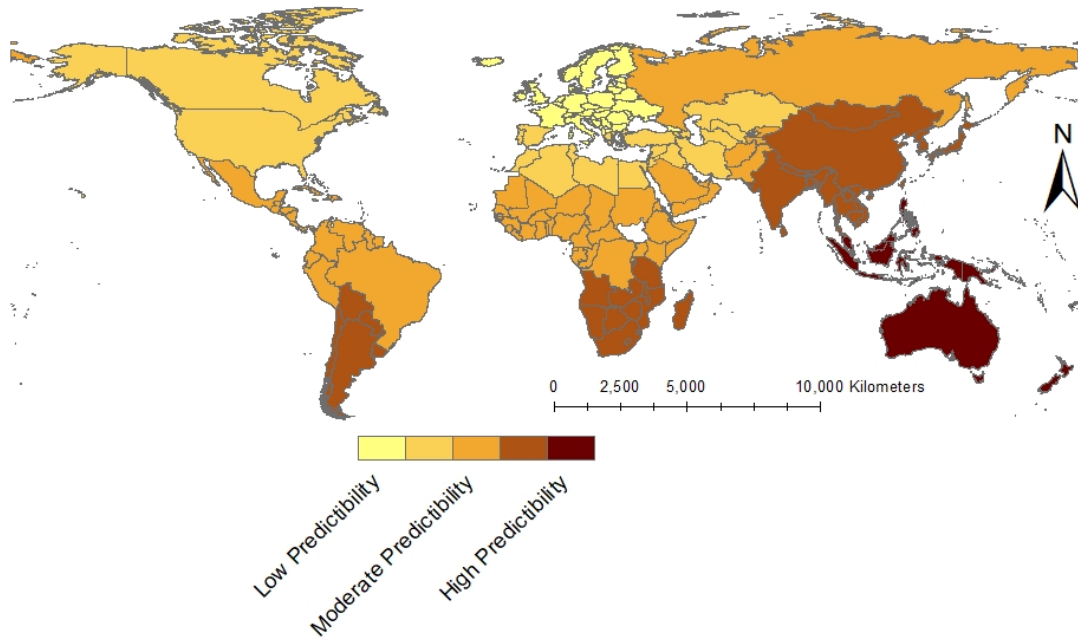 N
0 2,500 5,000 10,000 Kilometers
Low Predictibility
Moderate Predictibility
High Predictibility